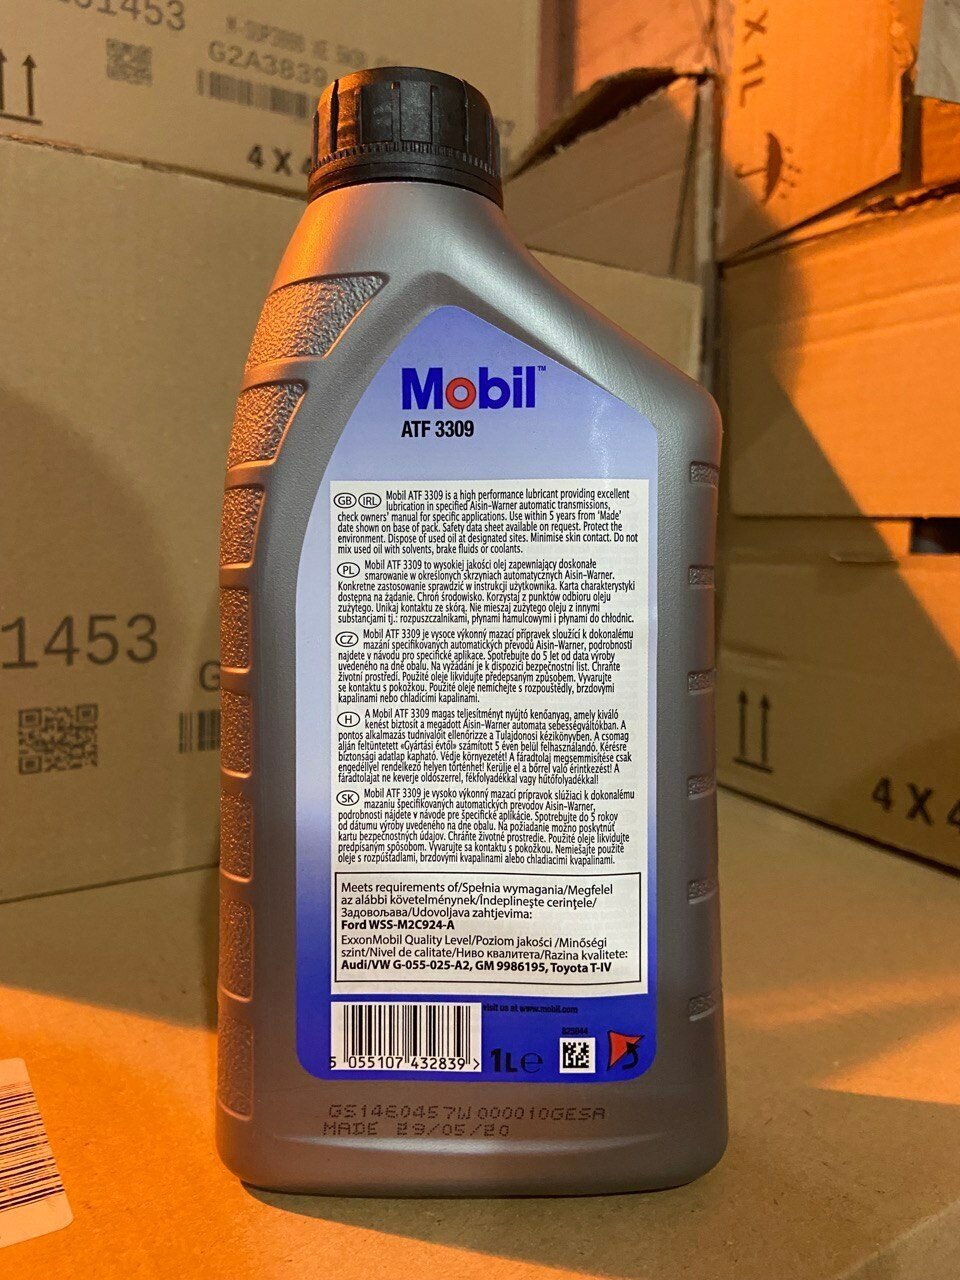 1453
G2A3839
4 X 4
X 1L
Mobil™
ATF 3309
GB IRL Mobil ATF 3309 is a high performance lubricant providing excellent
lubrication in specified Aisin-Warner automatic transmissions,
check owners' manual for specific applications. Use within 5 years from 'Made'
date shown on base of pack. Safety data sheet available on request. Protect the
environment. Dispose of used oil at designated sites. Minimise skin contact. Do not
mix used oil with solvents, brake fluids or coolants.
PL Mobil ATF 3309 to wysokiej jakości olej zapewniający doskonałe
smarowanie w określonych skrzyniach automatycznych Aisin-Warner.
Konkretne zastosowanie sprawdzić w instrukcji użytkownika. Karta charakterystyki
dostępna na żądanie. Chroń środowisko. Korzystaj z punktów odbioru oleju
zużytego. Unikaj kontaktu ze skórą. Nie mieszaj zużytego oleju z innymi
substancjami tj.: rozpuszczalnikami, płynami hamulcowymi i płynami do chłodnic.
CZ Mobil ATF 3309 je vysoce výkonný mazací přípravek sloužící k dokonalému
mazání specifikovaných automatických převodů Aisin-Warner, podrobnosti
najdete v návodu pro specifické aplikace. Spotřebujte do 5 let od data výroby
uvedeného na dně obalu. Na vyžádání je k dispozici bezpečnostní list. Chraňte
životní prostředí. Použité oleje likvidujte předepsaným způsobem. Vyvarujte
se kontaktu s pokožkou. Použité oleje nemíchejte s rozpouštědly, brzdovými
kapalinami nebo chladícími kapalinami.
H A Mobil ATF 3309 magas teljesítményt nyújtó kenőanyag, amely kiváló
kenést biztosít a megadott Aisin-Warner automata sebességváltókban. A
pontos alkalmazás tudnivalóit ellenőrizze a Tulajdonosi kézikönyvben. A csomag
alján feltüntetett «Gyártási évtől» számított 5 éven belül felhasználandó. Kérésre
biztonsági adatlap kapható. Védje környezetét! A fáradtolaj megsemmisítése csak
engedéllyel rendelkező helyen történhet! Kerülje el a bőrrel való érintkezést! A
fáradtolajat ne keverje oldószerrel, fékfolyadékkal vagy hűtőfolyadékkal!
SK Mobil ATF 3309 je vysoko výkonný mazací prípravok slúžiaci k dokonalému
mazaniu špecifikovaných automatických prevodov Aisin-Warner,
podrobnosti nájdete v návode pre špecifické aplikácie. Spotrebujte do 5 rokov
od dátumu výroby uvedeného na dne obalu. Na požiadanie možno poskytnúť
kartu bezpečnostných údajov. Chráňte životné prostredie. Použité oleje likvidujte
predpísaným spôsobom. Vyvarujte sa kontaktu s pokožkou. Nemiešajte použité
oleje s rozpúšťadlami, brzdovými kvapalinami alebo chladiacimi kvapalinami.
Meets requirements of/Spełnia wymagania/Megfelel
az alábbi követelménynek/Îndeplineşte cerinţele/
Задовољава/Udovoljava zahtjevima:
Ford WSS-M2C924-A
ExxonMobil Quality Level/Poziom jakości /Minőségi
szint/Nivel de calitate/Ниво квалитета/Razina kvalitete:
Audi/VW G-055-025-A2, GM 9986195, Toyota T-IV
visit us at www.mobil.com
825044
5 055107 432839 >
1L℮
GS14E0457W 000010GESA
MADE 29/05/20
1453
G
4 X 4